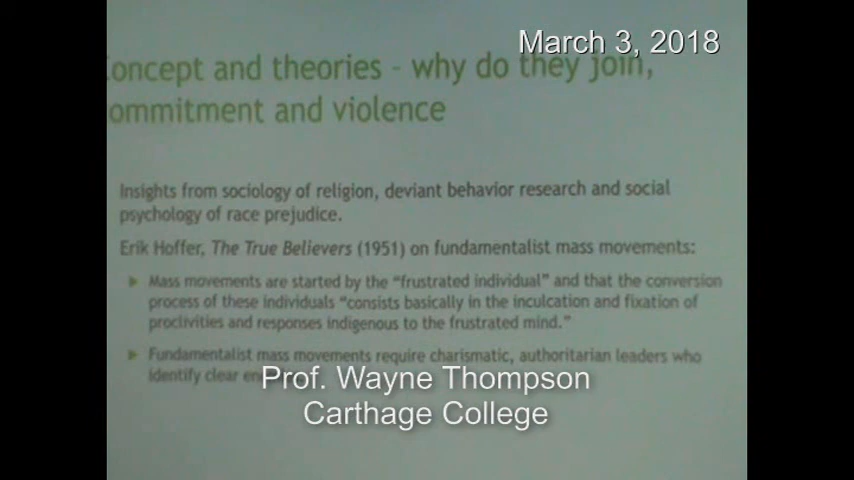 March 3, 2018
oncept and theories - why do they join,
ommitment and violence
Insights from sociology of religion, deviant behavior research and social
psychology of race prejudice.
Erik Hoffer, The True Believers (1951) on fundamentalist mass movements:
Mass movements are started by the "frustrated individual" and that the conversion
process of these individuals "consists basically in the inculcation and fixation of
proclivities and responses indigenous to the frustrated mind."
Fundamentalist mass movements require charismatic, authoritarian leaders who
identify clear
Prof. Wayne Thompson
Carthage College